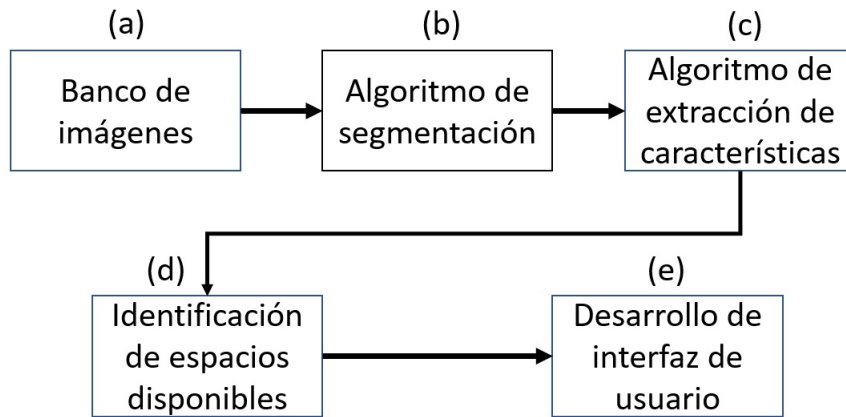 (a)
Banco de
imágenes
(b)
Algoritmo de
segmentación
(c)
Algoritmo de
extracción de
características
(d)
Identificación
de espacios
disponibles
(e)
Desarrollo de
interfaz de
usuario